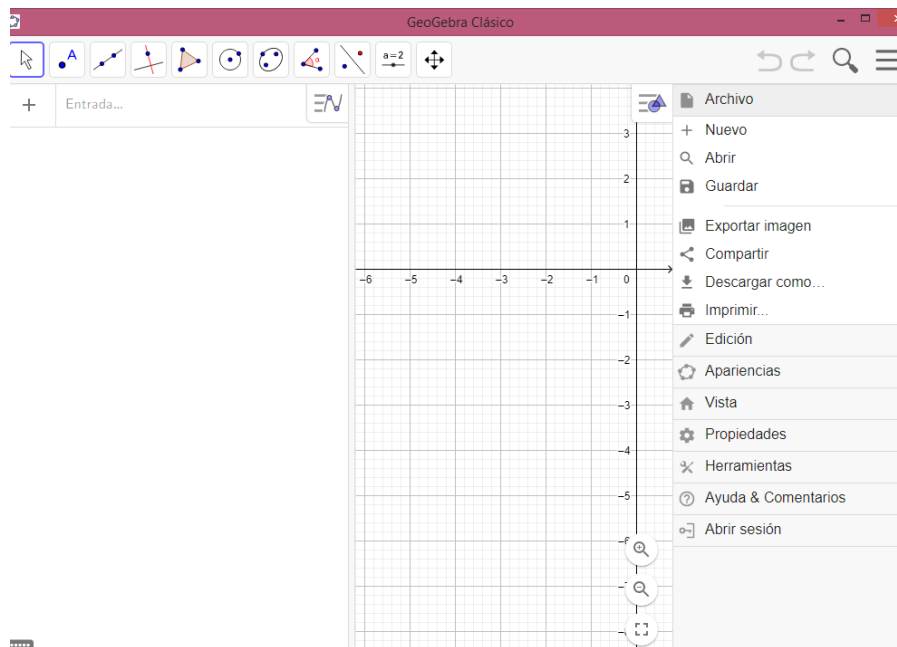 GeoGebra Clásico
A
α
a=2
Entrada...
3
2
1
−6 −5 −4 −3 −2 −1 0
−1
−2
−3
−4
−5
Archivo
Nuevo
Abrir
Guardar
Exportar imagen
Compartir
Descargar como...
Imprimir...
Edición
Apariencias
Vista
Propiedades
Herramientas
Ayuda & Comentarios
Abrir sesión